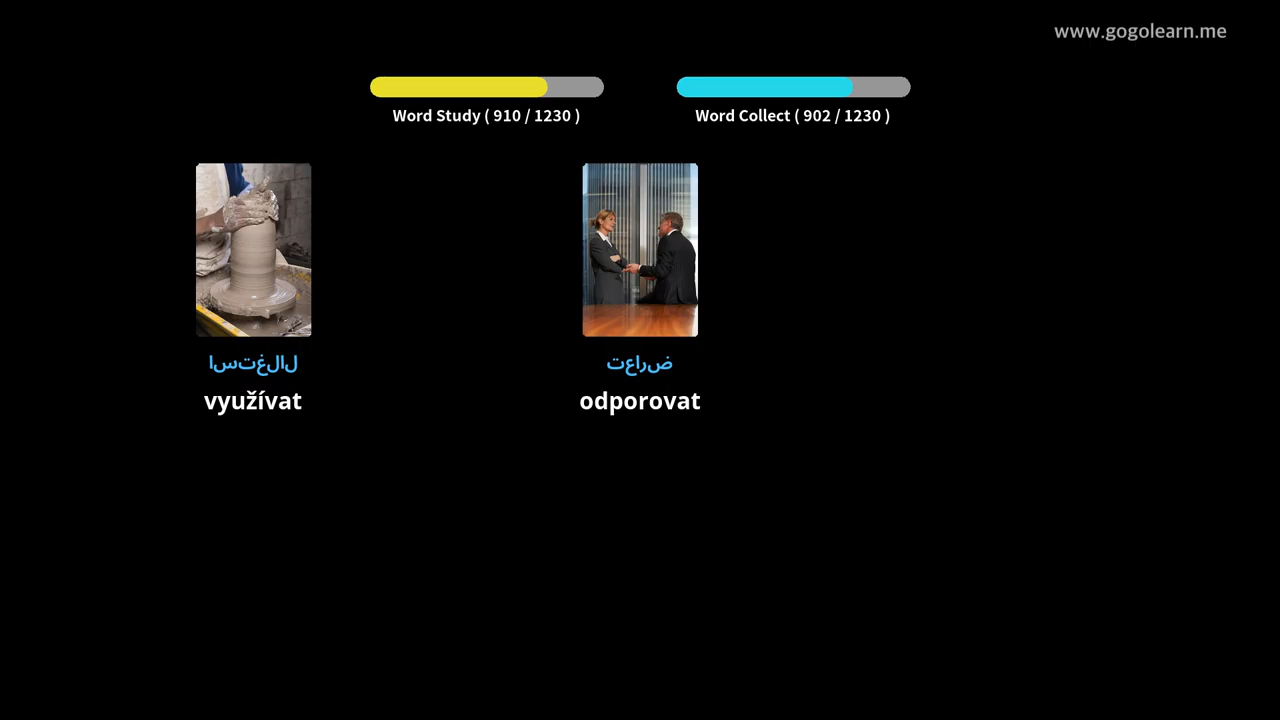 www.gogolearn.me
Word Study ( 910 / 1230 )
Word Collect ( 902 / 1230 )
استغلال
تعارض
využívat
odporovat